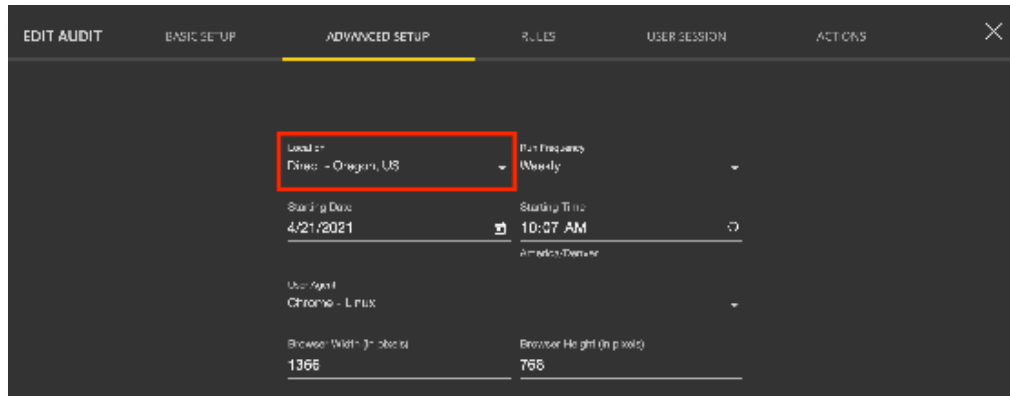 EDIT AUDIT BASIC SETUP ADVANCED SETUP RULES USER SESSION ACTIONS
Location Run Frequency
Direct - Oregon, US Weekly
Starting Date Starting Time
4/21/2021 10:07 AM
America/Denver
User Agent
Chrome - Linux
Browser Width (in pixels) Browser Height (in pixels)
1366 768